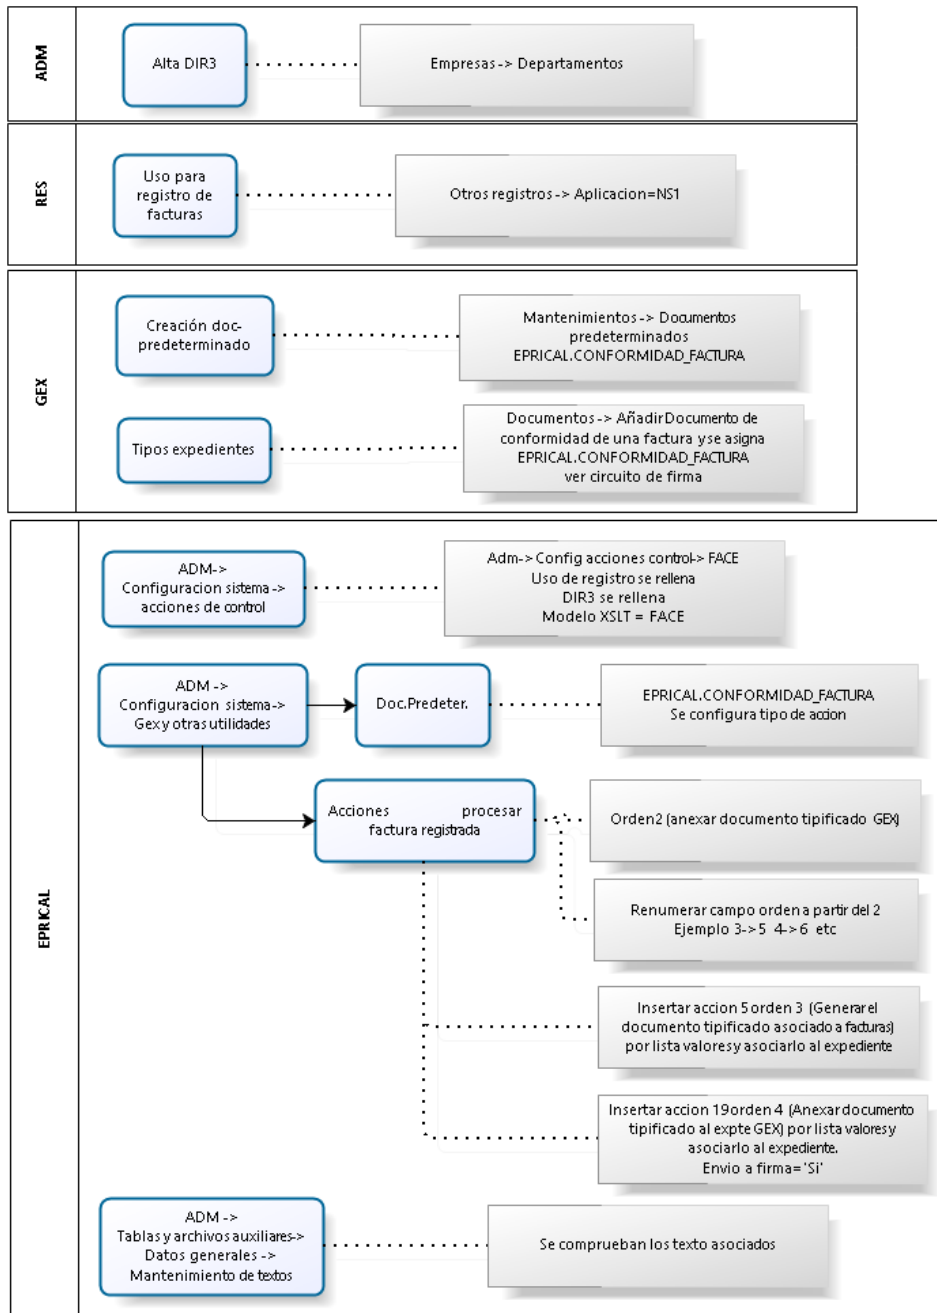 ADM
Alta DIR3
Empresas -> Departamentos
RES
Uso para
registro de
facturas
Otros registros -> Aplicacion=NS1
GEX
Creación doc-
predeterminado
Mantenimientos -> Documentos
predeterminados
EPRICAL.CONFORMIDAD_FACTURA
Tipos expedientes
Documentos -> Añadir Documento de
conformidad de una factura y se asigna
EPRICAL.CONFORMIDAD_FACTURA
ver circuito de firma
EPRICAL
ADM->
Configuracion sistema ->
acciones de control
Adm-> Config acciones control-> FACE
Uso de registro se rellena
DIR3 se rellena
Modelo XSLT = FACE
ADM ->
Configuracion sistema->
Gex y otras utilidades
Doc.Predeter.
EPRICAL.CONFORMIDAD_FACTURA
Se configura tipo de accion
Acciones procesar
factura registrada
Orden2 (anexar documento tipificado GEX)
Renumerar campo orden a partir del 2
Ejemplo 3->5 4->6 etc
Insertar accion 5 orden 3 (Generar el
documento tipificado asociado a facturas)
por lista valores y asociarlo al expediente
Insertar accion 19 orden 4 (Anexar documento
tipificado al expte GEX) por lista valores y
asociarlo al expediente.
Envio a firma= 'Si'
ADM ->
Tablas y archivos auxiliares->
Datos generales ->
Mantenimiento de textos
Se comprueban los texto asociados